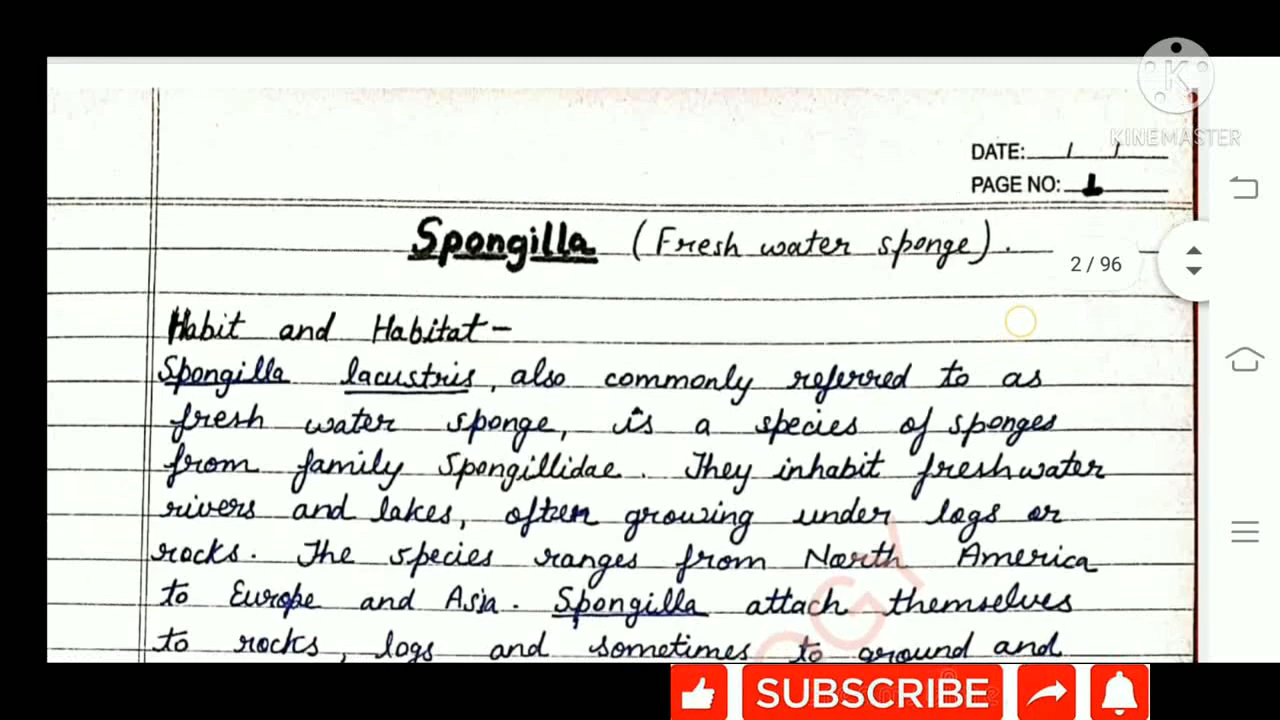 KINEMASTER
DATE: / /
PAGE NO: 1
Spongilla (Fresh water sponge).
2 / 96
Habit and Habitat-
Spongilla lacustris, also commonly referred to as
fresh water sponge, is a species of sponges
from family Spongillidae. They inhabit freshwater
rivers and lakes, often growing under logs or
rocks. The species ranges from North America
to Europe and Asia. Spongilla attach themselves
to rocks, logs and sometimes to ground and
SUBSCRIBE